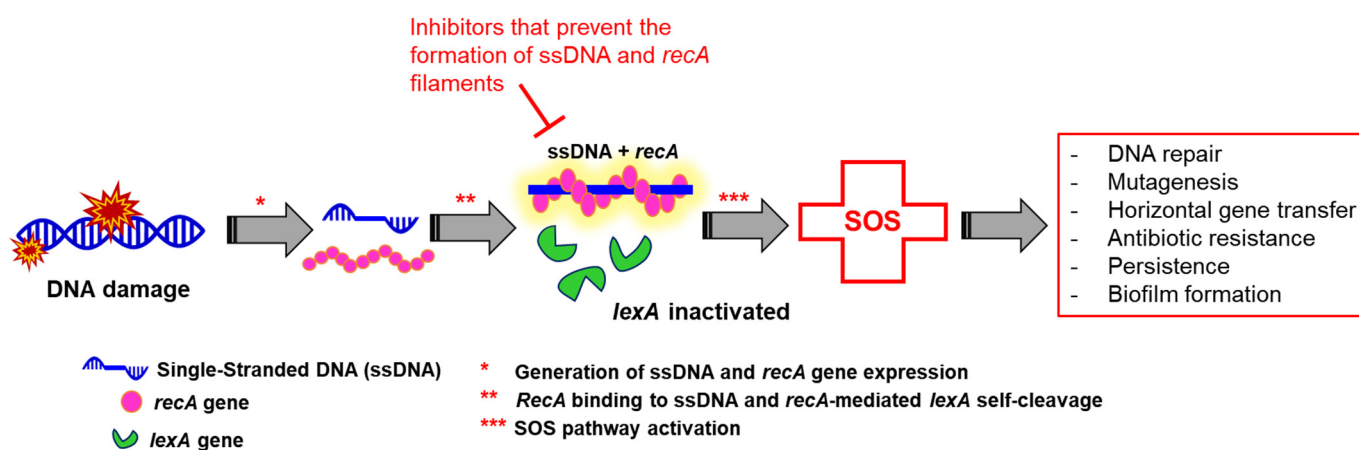 Inhibitors that prevent the
formation of ssDNA and recA
filaments
ssDNA + recA
*
**
***
DNA damage
lexA inactivated
SOS
- DNA repair
- Mutagenesis
- Horizontal gene transfer
- Antibiotic resistance
- Persistence
- Biofilm formation
Single-Stranded DNA (ssDNA)
recA gene
lexA gene
* Generation of ssDNA and recA gene expression
** RecA binding to ssDNA and recA-mediated lexA self-cleavage
*** SOS pathway activation